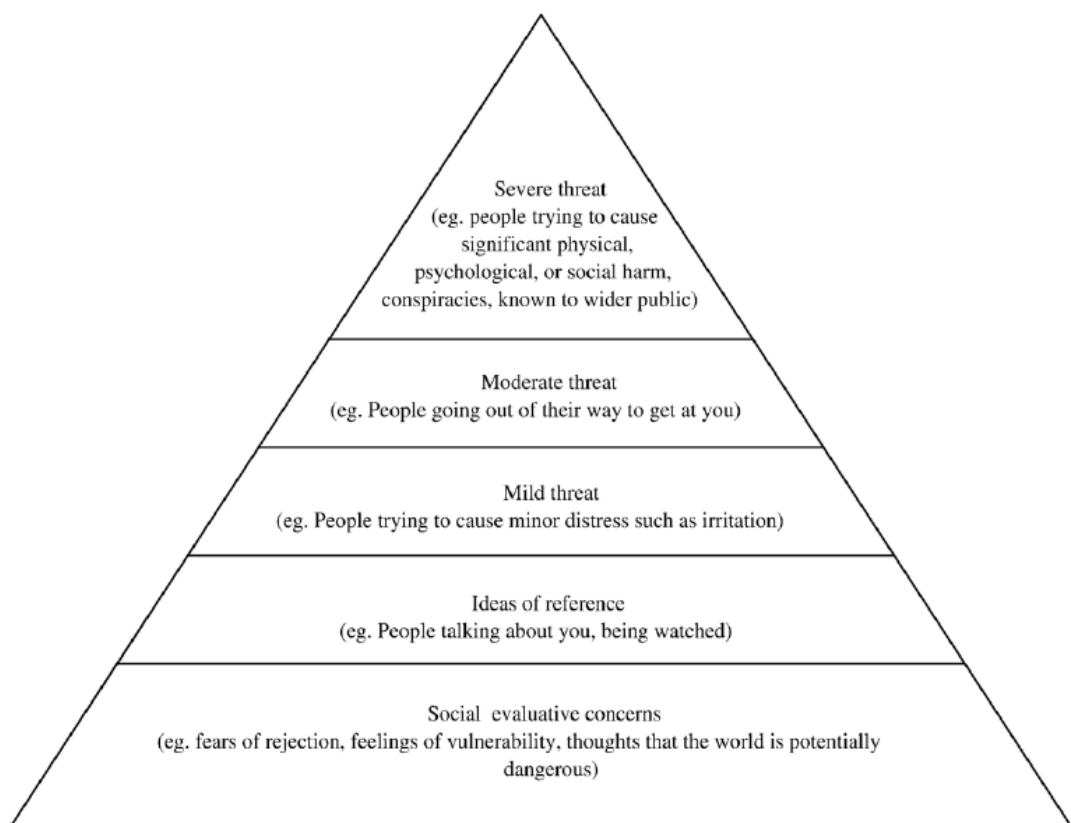 Severe threat
(eg. people trying to cause
significant physical,
psychological, or social harm,
conspiracies, known to wider public)
Moderate threat
(eg. People going out of their way to get at you)
Mild threat
(eg. People trying to cause minor distress such as irritation)
Ideas of reference
(eg. People talking about you, being watched)
Social evaluative concerns
(eg. fears of rejection, feelings of vulnerability, thoughts that the world is potentially
dangerous)